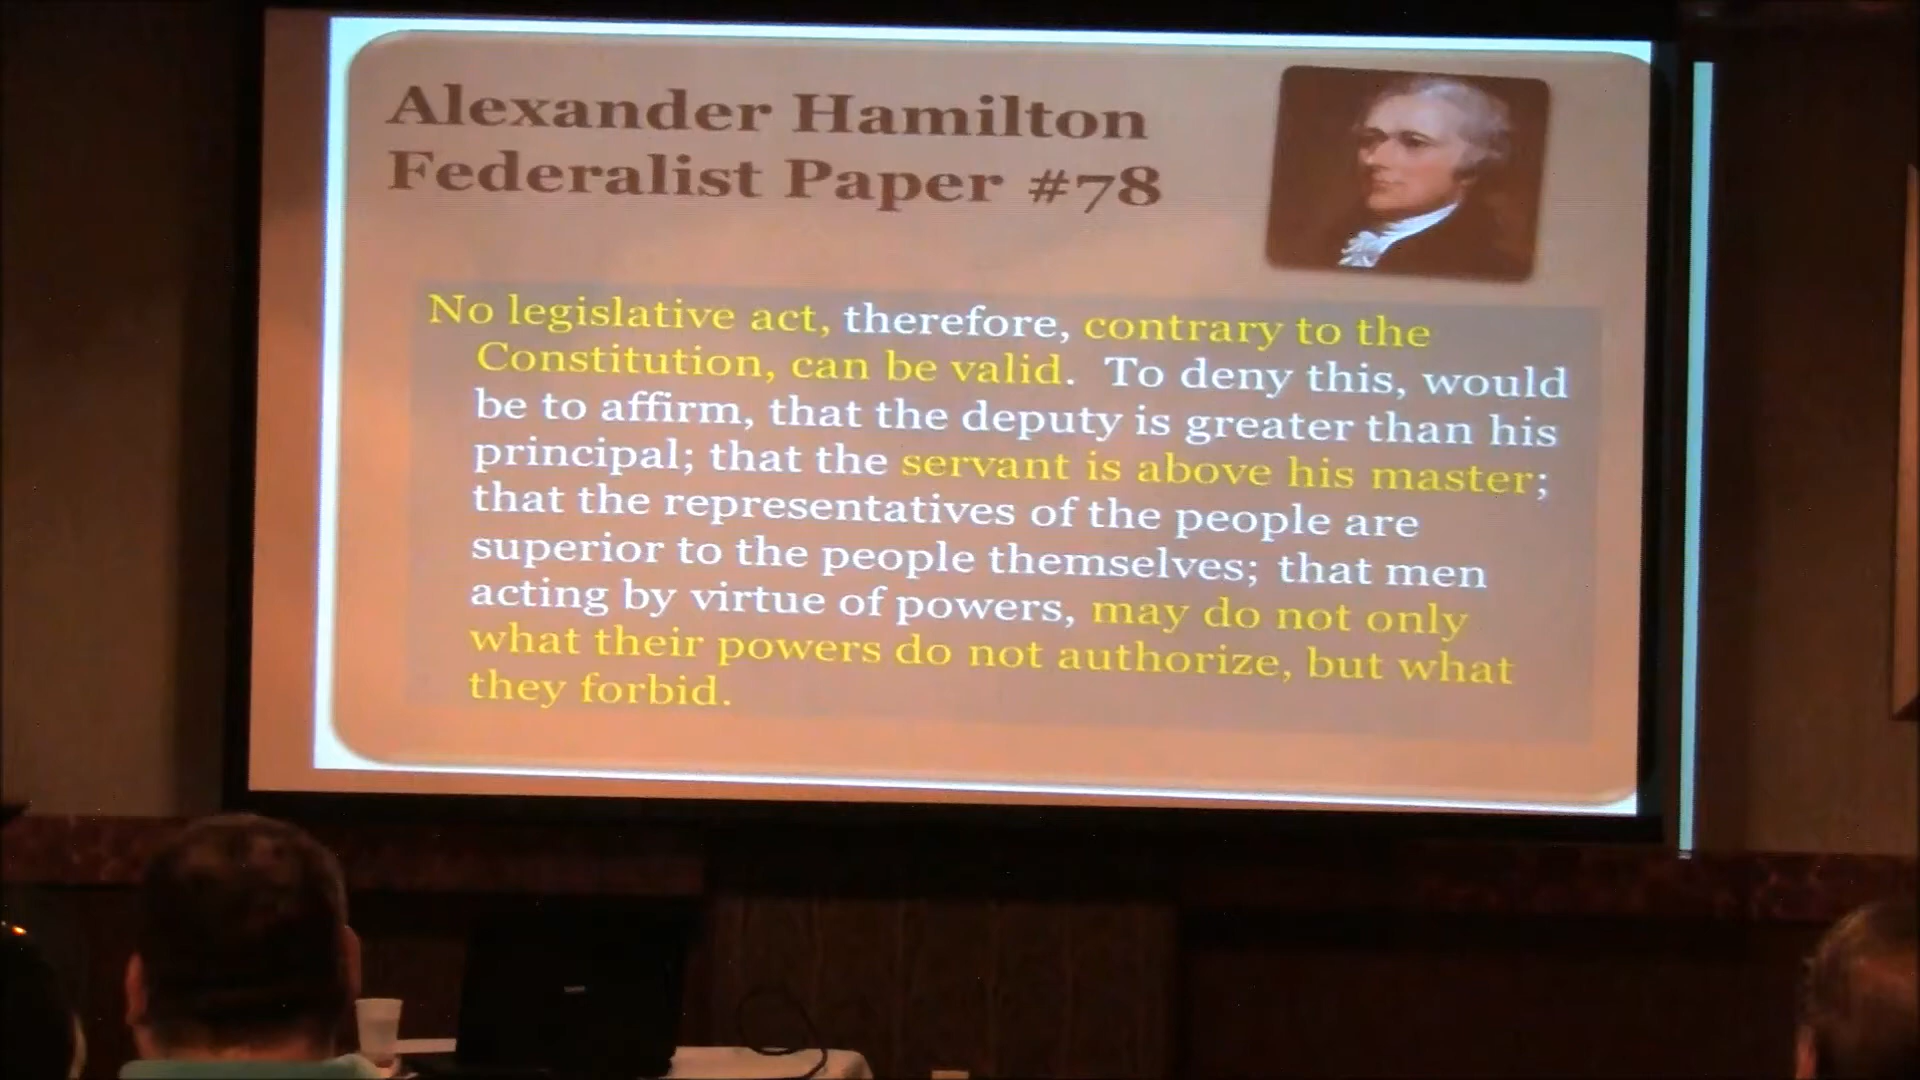 Alexander Hamilton
Federalist Paper #78
No legislative act, therefore, contrary to the
Constitution, can be valid. To deny this, would
be to affirm, that the deputy is greater than his
principal; that the servant is above his master;
that the representatives of the people are
superior to the people themselves; that men
acting by virtue of powers, may do not only
what their powers do not authorize, but what
they forbid.